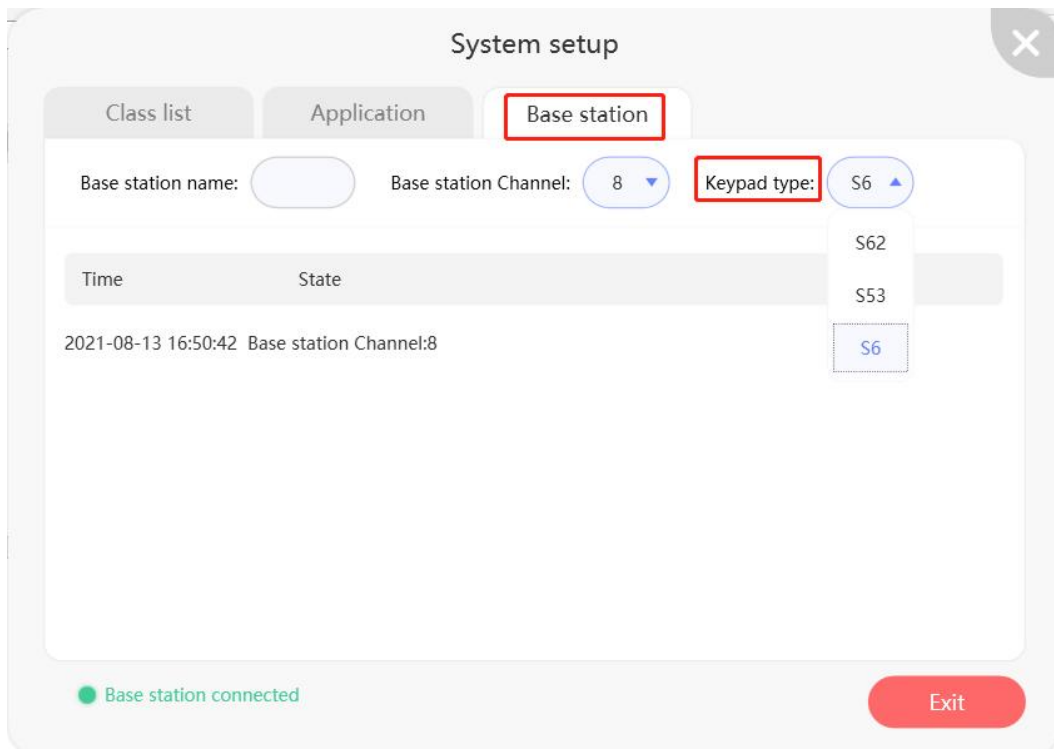 System setup
Class list Application Base station
Base station name: Base station Channel: 8 Keypad type: S6
S62
Time State
S53
2021-08-13 16:50:42 Base station Channel:8
S6
Base station connected
Exit